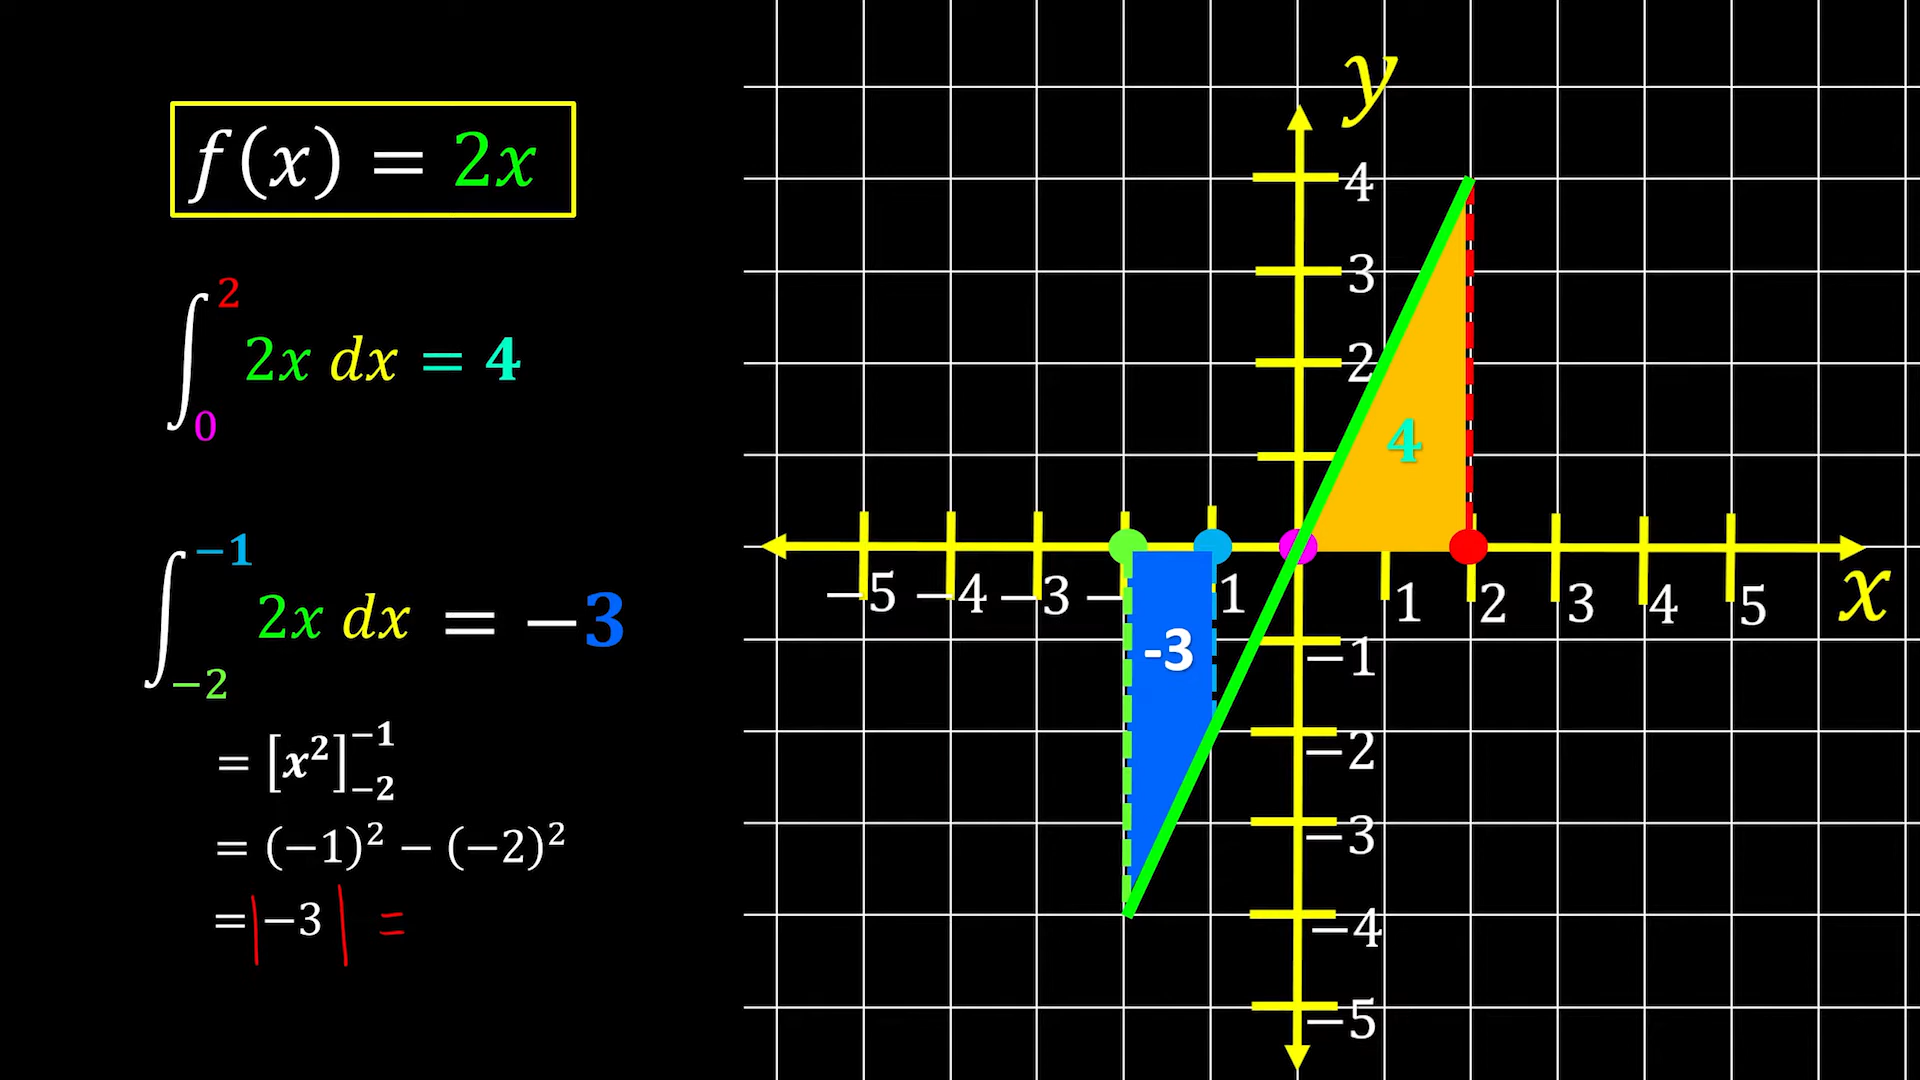 f(x) = 2x
∫₀² 2x dx = 4
∫₋₂⁻¹ 2x dx = −3
= [x²]₋₂⁻¹
= (−1)² − (−2)²
= |−3| =
y
4
3
2
4
−5 −4 −3 − 1 1 2 3 4 5 x
-3
−1
−2
−3
−4
−5